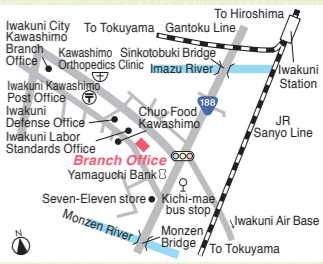 To Hiroshima
Iwakuni City
Kawashimo
Branch
Office
To Tokuyama
Gantoku Line
Kawashimo
Orthopedics Clinic
Sinkotobuki Bridge
Imazu River
Iwakuni
Station
Iwakuni Kawashimo
Post Office
〒
188
Iwakuni
Defense Office
Chuo Food
Kawashimo
JR
Sanyo Line
Iwakuni Labor
Standards Office
Branch Office
Yamaguchi Bank
Seven-Eleven store
Kichi-mae
bus stop
Iwakuni Air Base
Monzen River
Monzen
Bridge
To Tokuyama
N